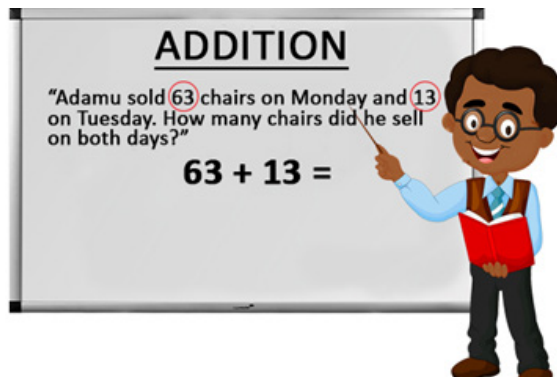 ADDITION
“Adamu sold 63 chairs on Monday and 13
on Tuesday. How many chairs did he sell
on both days?”
63 + 13 =